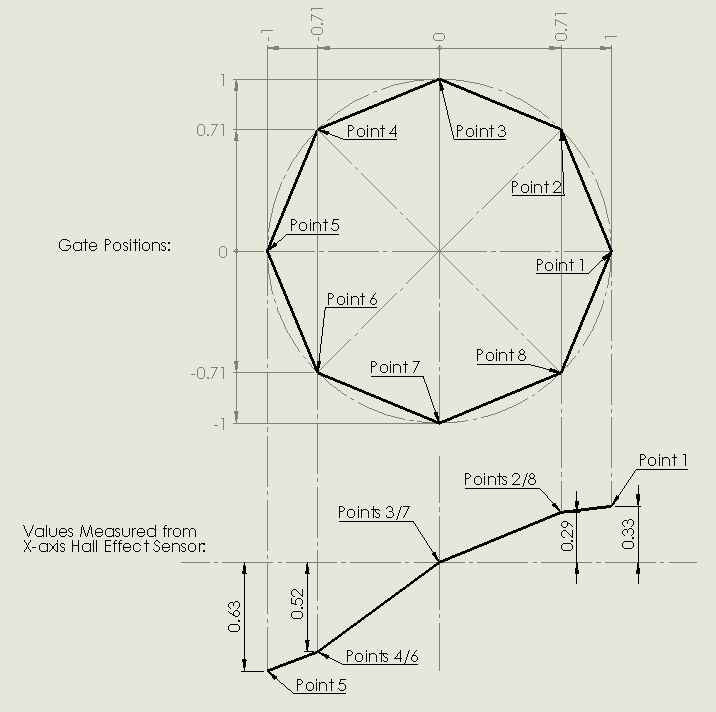 -1
-0.71
0
0.71
1
1
0.71
0
-0.71
-1
Point 4
Point 3
Point 2
Point 5
Gate Positions:
Point 1
Point 6
Point 7
Point 8
Point 1
Points 2/8
Points 3/7
Values Measured from
X-axis Hall Effect Sensor:
0.29
0.33
0.63
0.52
Points 4/6
Point 5